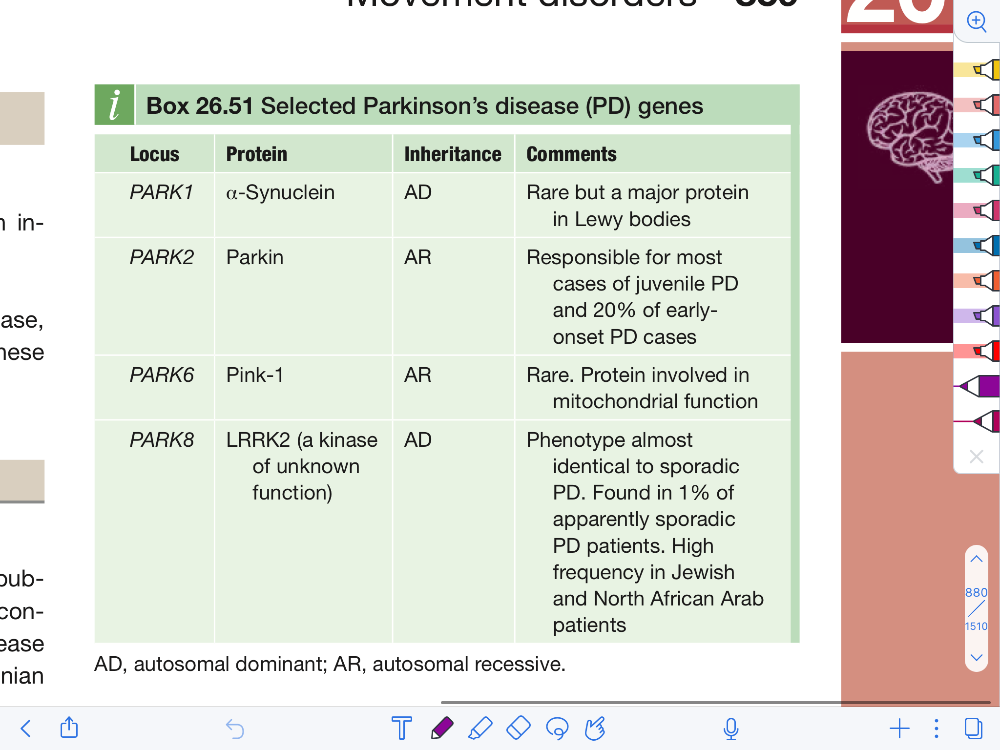 Movement disorders
26
n in-
ase,
nese
pub-
con-
ease
nian
i Box 26.51 Selected Parkinson’s disease (PD) genes
Locus Protein Inheritance Comments
PARK1 α-Synuclein AD Rare but a major protein
in Lewy bodies
PARK2 Parkin AR Responsible for most
cases of juvenile PD
and 20% of early-
onset PD cases
PARK6 Pink-1 AR Rare. Protein involved in
mitochondrial function
PARK8 LRRK2 (a kinase AD Phenotype almost
of unknown identical to sporadic
function) PD. Found in 1% of
apparently sporadic
PD patients. High
frequency in Jewish
and North African Arab
patients
AD, autosomal dominant; AR, autosomal recessive.
880
1510